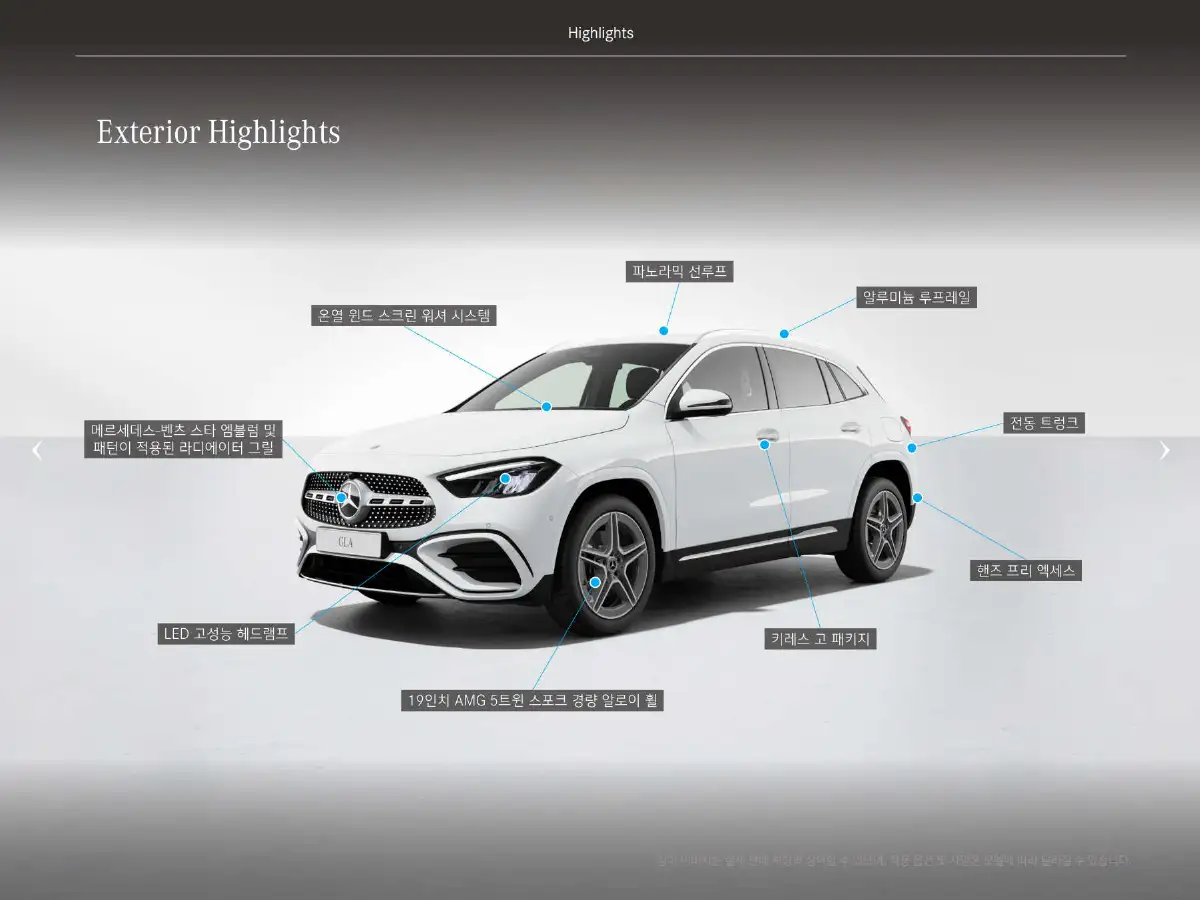 Highlights
Exterior Highlights
파노라믹 선루프
알루미늄 루프레일
온열 윈드 스크린 워셔 시스템
전동 트렁크
메르세데스-벤츠 스타 엠블럼 및
패턴이 적용된 라디에이터 그릴
GLA
핸즈 프리 액세스
LED 고성능 헤드램프
키레스 고 패키지
19인치 AMG 5트윈 스포크 경량 알로이 휠